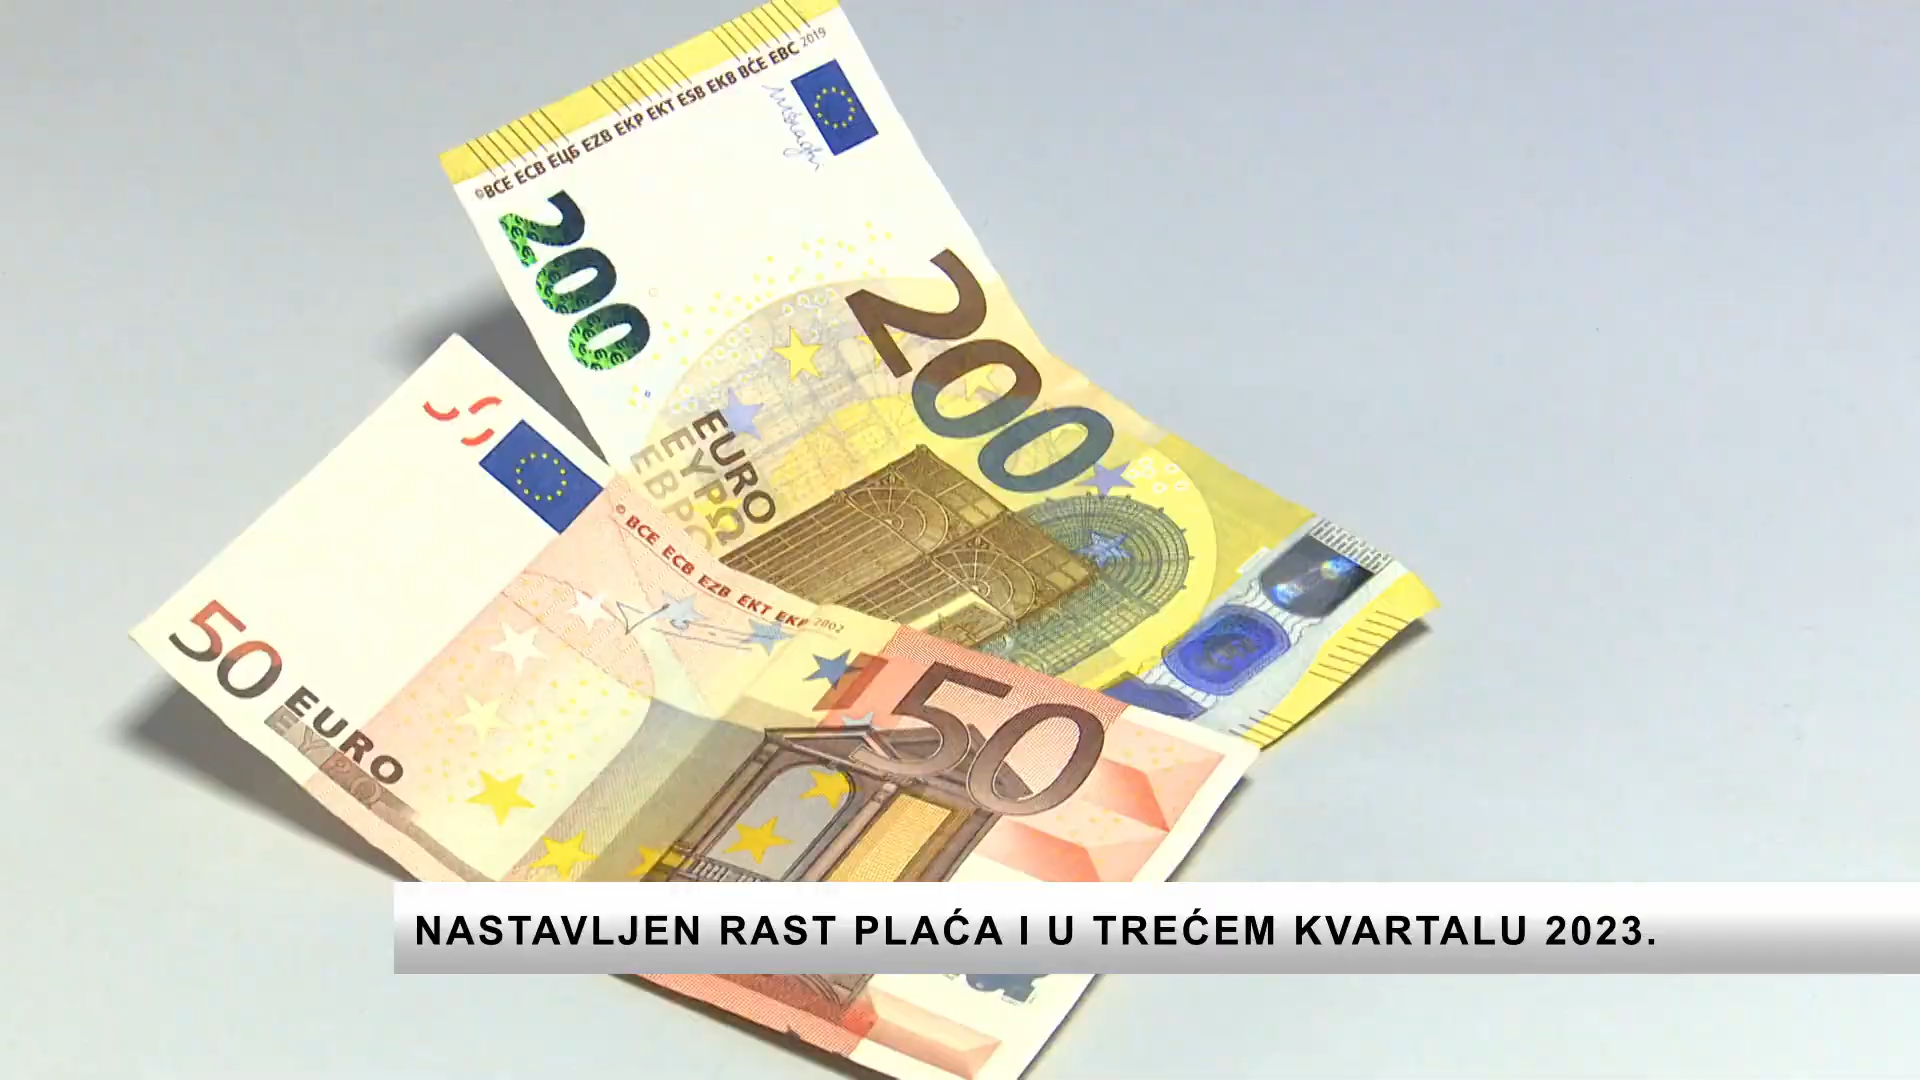 ©BCE ECB ЕЦБ EZB EKP EKT ESB EKB BĊE EBC 2019
200
200
EURO
ΕΥΡΩ
ЕВРО
© BCE ECB EZB EKT EKP 2002
50
EURO
ΕΥΡΩ
50
NASTAVLJEN RAST PLAĆA I U TREĆEM KVARTALU 2023.